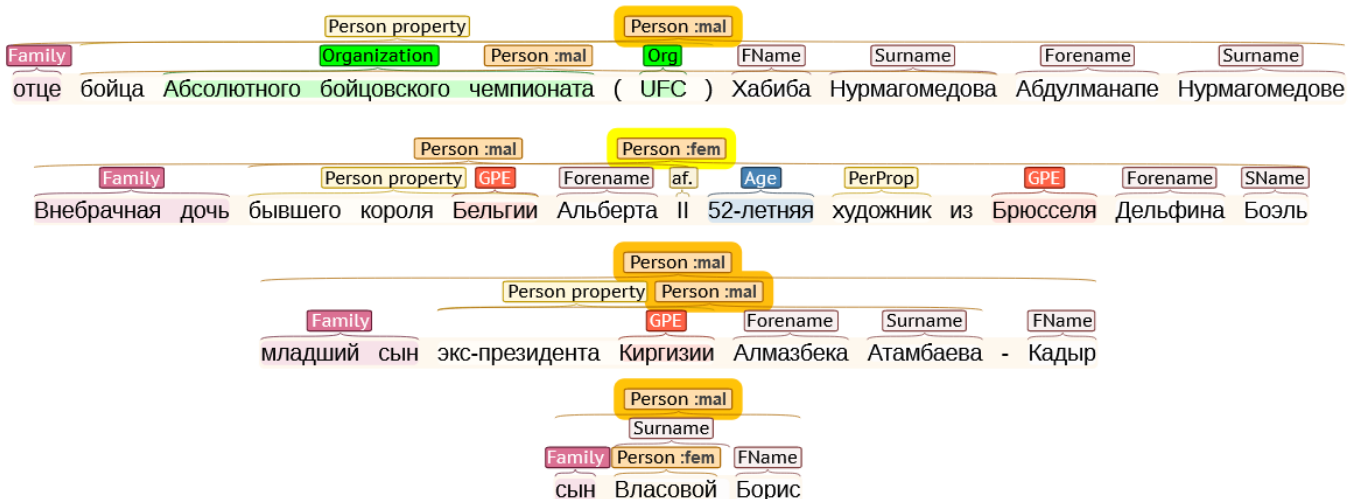 Person property Person :mal
Family Organization Person :mal Org FName Surname Forename Surname
отце бойца Абсолютного бойцовского чемпионата ( UFC ) Хабиба Нурмагомедова Абдулманапе Нурмагомедове
Person :mal Person :fem
Family Person property GPE Forename af. Age PerProp GPE Forename SName
Внебрачная дочь бывшего короля Бельгии Альберта II 52-летняя художник из Брюсселя Дельфина Боэль
Person :mal
Person property Person :mal
Family GPE Forename Surname FName
младший сын экс-президента Киргизии Алмазбека Атамбаева - Кадыр
Person :mal
Surname
Family Person :fem FName
сын Власовой Борис